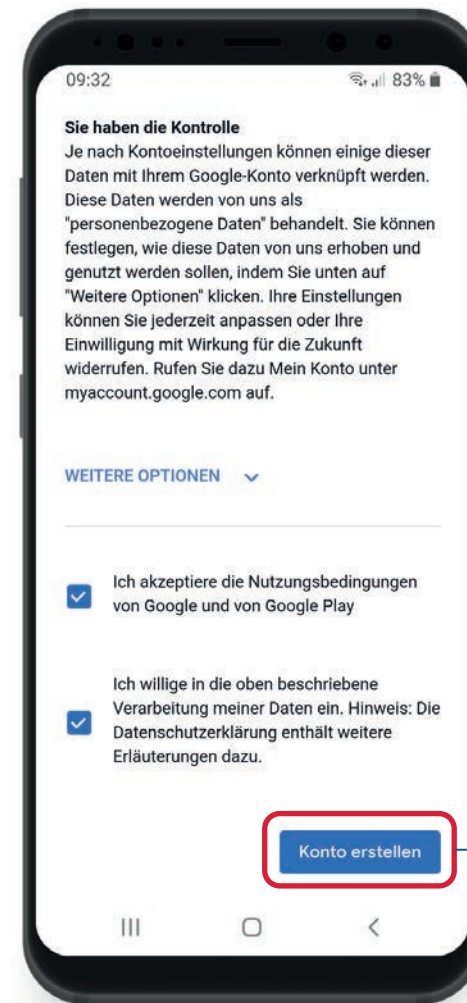 09:32 83%
Sie haben die Kontrolle
Je nach Kontoeinstellungen können einige dieser
Daten mit Ihrem Google-Konto verknüpft werden.
Diese Daten werden von uns als
"personenbezogene Daten" behandelt. Sie können
festlegen, wie diese Daten von uns erhoben und
genutzt werden sollen, indem Sie unten auf
"Weitere Optionen" klicken. Ihre Einstellungen
können Sie jederzeit anpassen oder Ihre
Einwilligung mit Wirkung für die Zukunft
widerrufen. Rufen Sie dazu Mein Konto unter
myaccount.google.com auf.
WEITERE OPTIONEN
Ich akzeptiere die Nutzungsbedingungen
von Google und von Google Play
Ich willige in die oben beschriebene
Verarbeitung meiner Daten ein. Hinweis: Die
Datenschutzerklärung enthält weitere
Erläuterungen dazu.
Konto erstellen